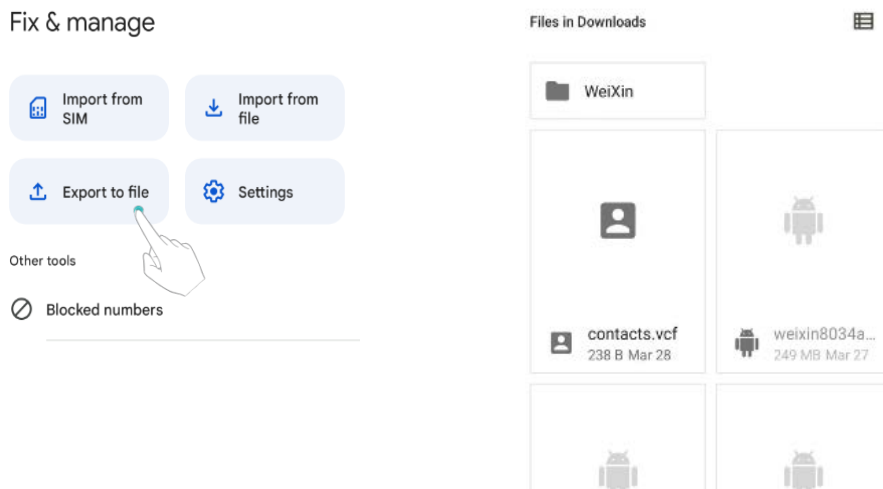 Fix & manage
Import from
SIM
Import from
file
Export to file
Settings
Other tools
Blocked numbers
Files in Downloads
WeiXin
contacts.vcf
238 B Mar 28
weixin8034a...
249 MB Mar 27